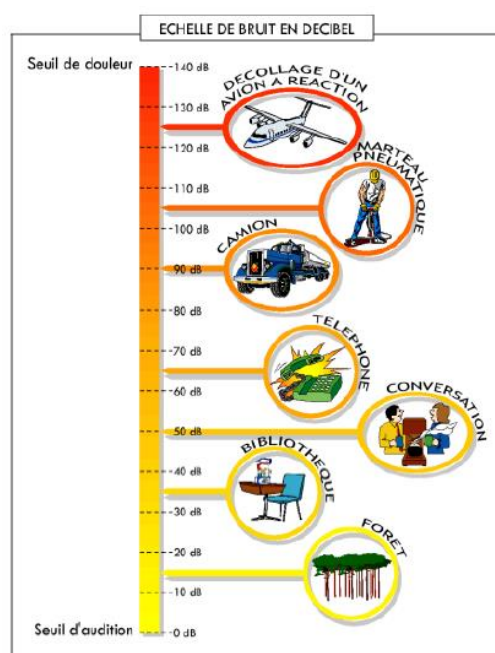 ECHELLE DE BRUIT EN DECIBEL
Seuil de douleur
140 dB
DECOLLAGE D'UN
AVION A REACTION
130 dB
120 dB
MARTEAU
PNEUMATIQUE
110 dB
100 dB
CAMION
90 dB
80 dB
TELEPHONE
70 dB
60 dB
CONVERSATION
50 dB
BIBLIOTHEQUE
40 dB
30 dB
FORET
20 dB
10 dB
Seuil d'audition
0 dB